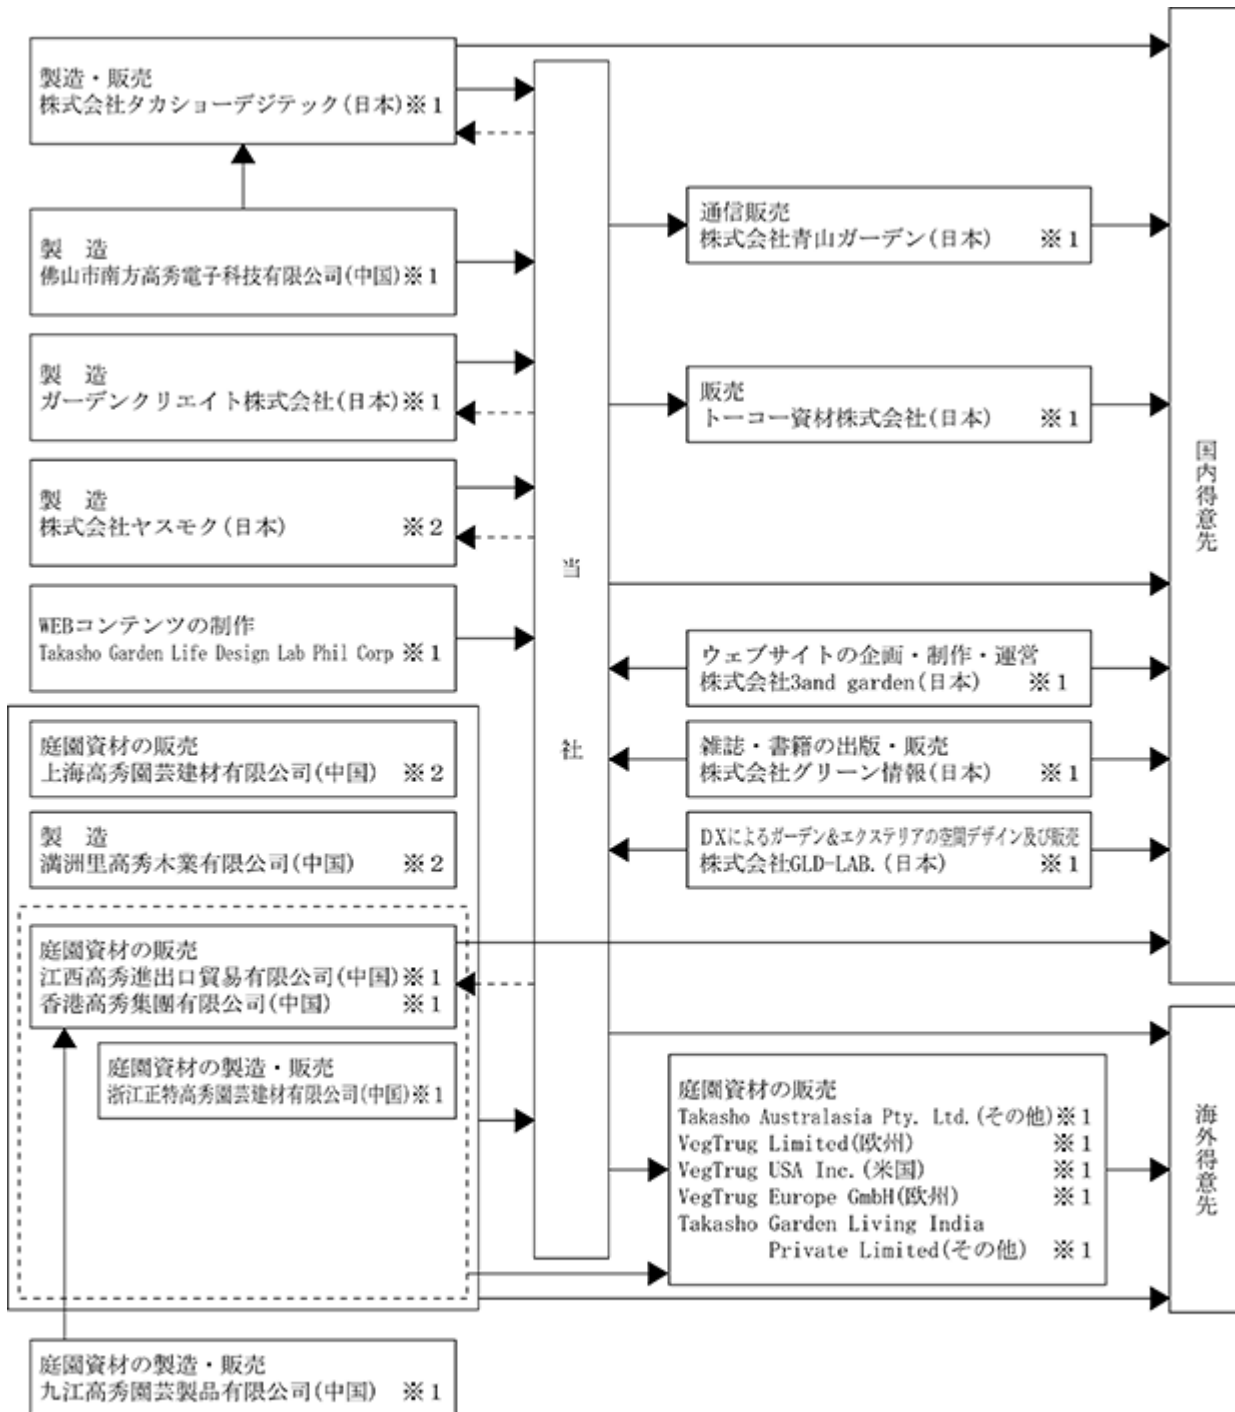 製造・販売
株式会社タカショーデジテック(日本)※1
製 造
佛山市南方高秀電子科技有限公司(中国)※1
製 造
ガーデンクリエイト株式会社(日本)※1
製 造
株式会社ヤスモク(日本) ※2
WEBコンテンツの制作
Takasho Garden Life Design Lab Phil Corp ※1
庭園資材の販売
上海高秀園芸建材有限公司(中国) ※2
製 造
満洲里高秀木業有限公司(中国) ※2
庭園資材の販売
江西高秀進出口貿易有限公司(中国)※1
香港高秀集團有限公司(中国) ※1
庭園資材の製造・販売
浙江正特高秀園芸建材有限公司(中国)※1
庭園資材の製造・販売
九江高秀園芸製品有限公司(中国) ※1
当社
通信販売
株式会社青山ガーデン(日本) ※1
販売
トーコー資材株式会社(日本) ※1
ウェブサイトの企画・制作・運営
株式会社3and garden(日本) ※1
雑誌・書籍の出版・販売
株式会社グリーン情報(日本) ※1
DXによるガーデン&エクステリアの空間デザイン及び販売
株式会社GLD-LAB.(日本) ※1
庭園資材の販売
Takasho Australasia Pty. Ltd.(その他)※1
VegTrug Limited(欧州) ※1
VegTrug USA Inc.(米国) ※1
VegTrug Europe GmbH(欧州) ※1
Takasho Garden Living India
Private Limited(その他) ※1
国内得意先
海外得意先